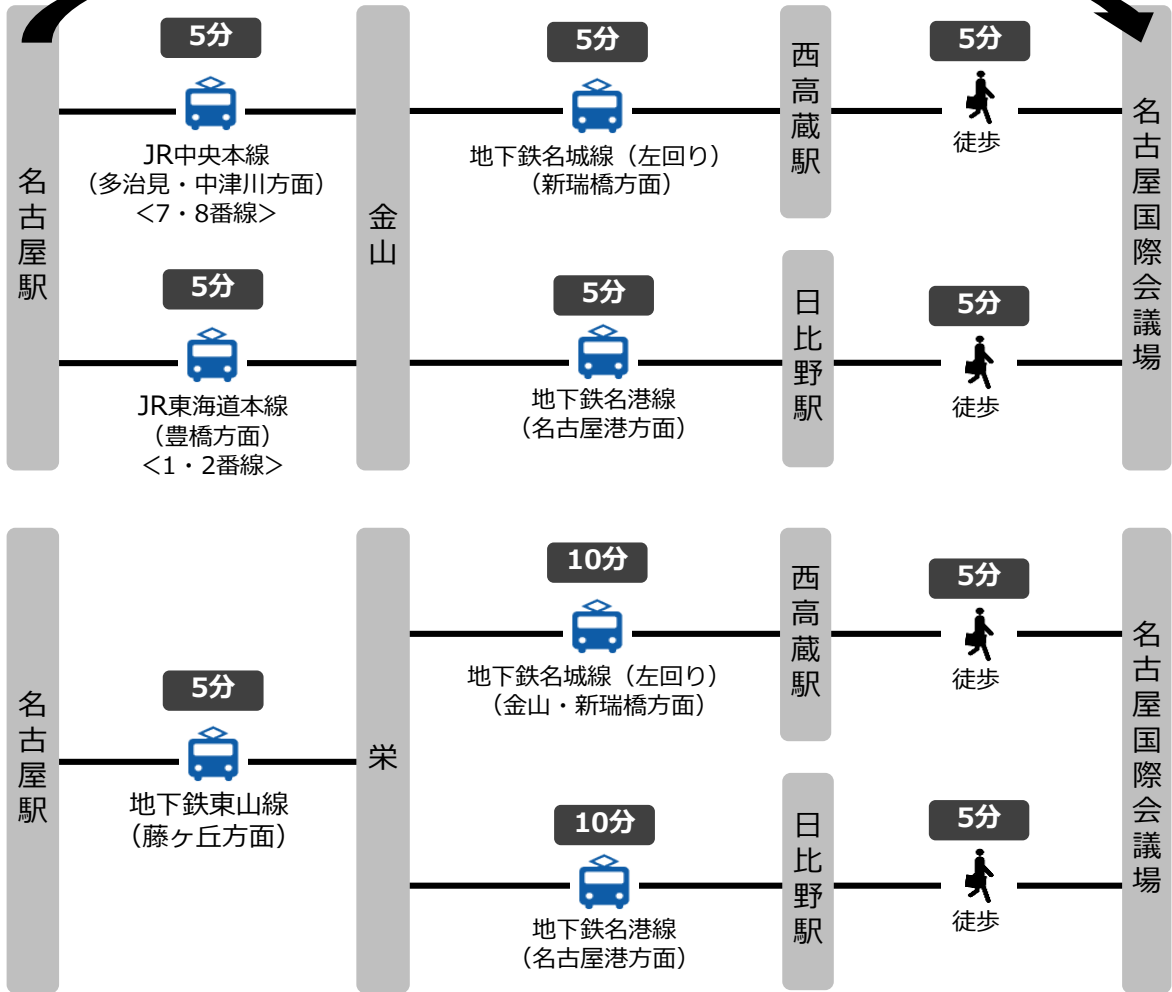 名古屋駅
5分
JR中央本線
（多治見・中津川方面）
<7・8番線>
5分
JR東海道本線
（豊橋方面）
<1・2番線>
金山
5分
地下鉄名城線（左回り）
（新瑞橋方面）
西高蔵駅
5分
徒歩
5分
地下鉄名港線
（名古屋港方面）
日比野駅
5分
徒歩
名古屋国際会議場
名古屋駅
5分
地下鉄東山線
（藤ヶ丘方面）
栄
10分
地下鉄名城線（左回り）
（金山・新瑞橋方面）
西高蔵駅
5分
徒歩
10分
地下鉄名港線
（名古屋港方面）
日比野駅
5分
徒歩
名古屋国際会議場